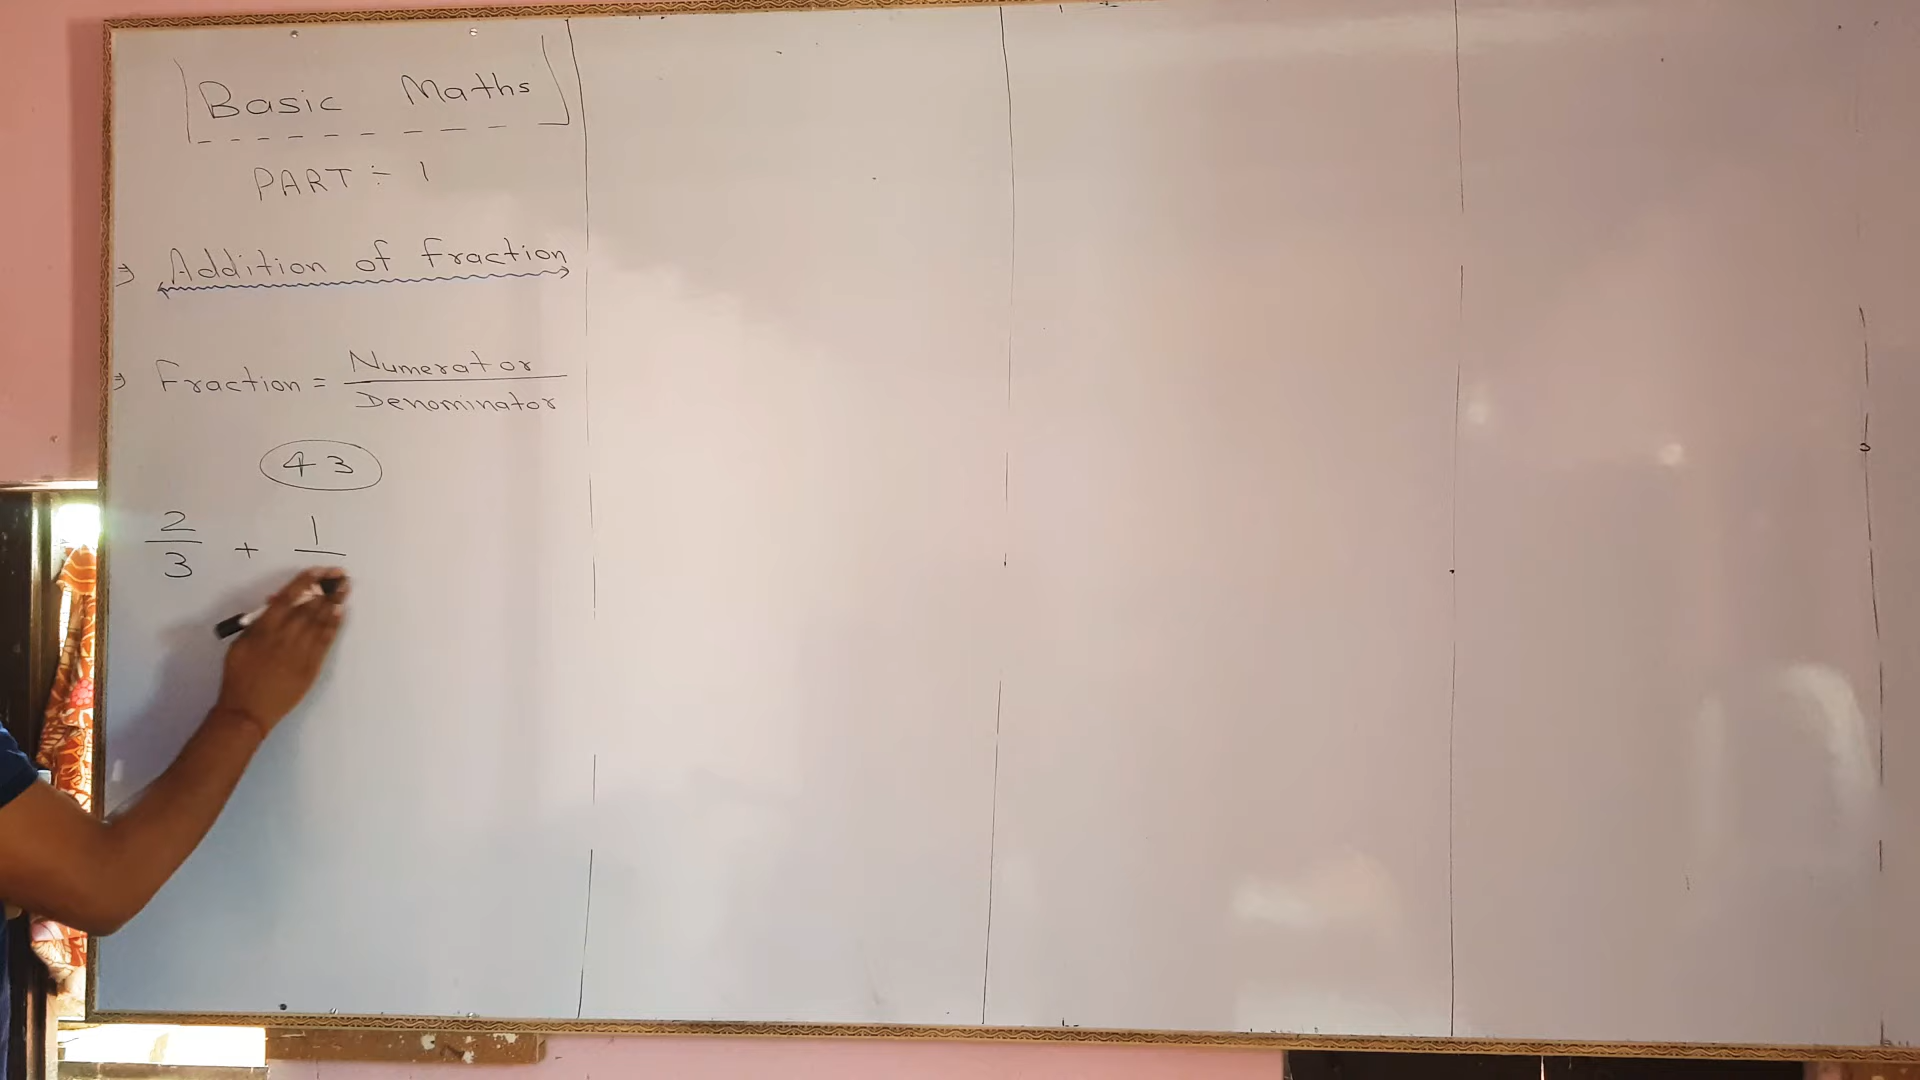 Basic Maths
PART ÷ 1
⇒ Addition of fraction
⇒ Fraction = Numerator / Denominator
43
2/3 + 1/